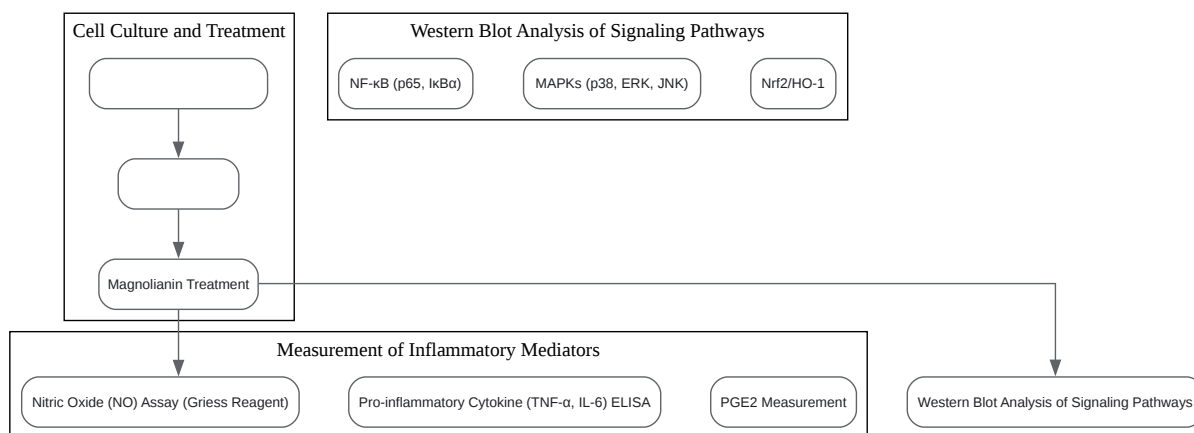 Cell Culture and Treatment
Magnolianin Treatment
Western Blot Analysis of Signaling Pathways
NF-κB (p65, IκBα)
MAPKs (p38, ERK, JNK)
Nrf2/HO-1
Measurement of Inflammatory Mediators
Nitric Oxide (NO) Assay (Griess Reagent)
Pro-inflammatory Cytokine (TNF-α, IL-6) ELISA
PGE2 Measurement
Western Blot Analysis of Signaling Pathways